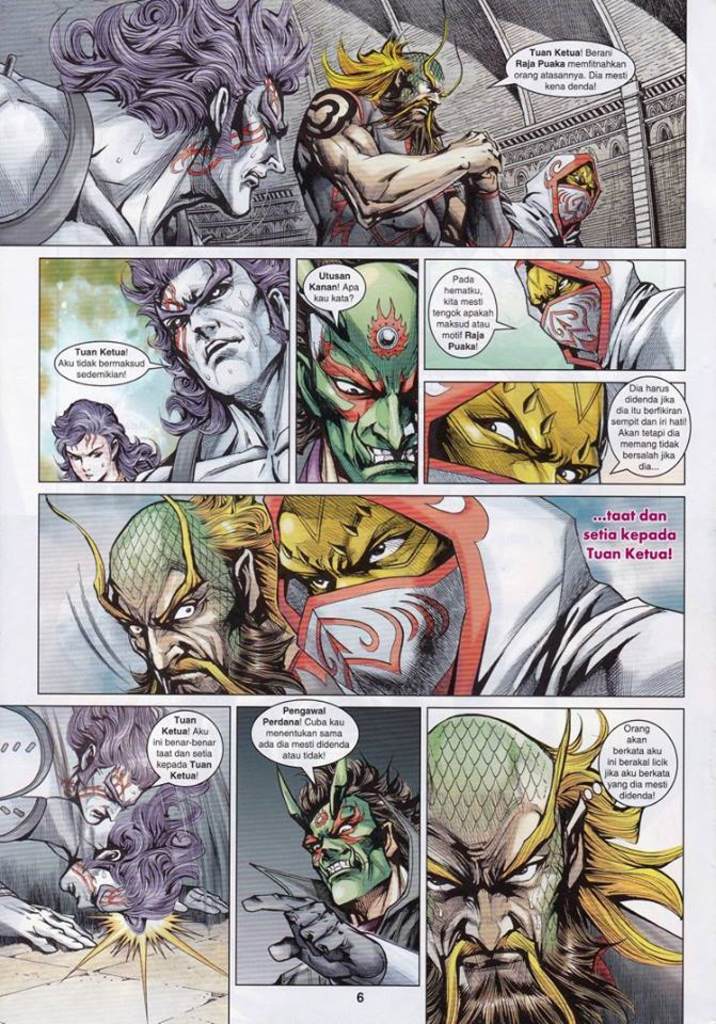 Tuan Ketua! Berani
Raja Puaka memfitnahkan
orang atasannya. Dia mesti
kena denda!
Tuan Ketua!
Aku tidak bermaksud
sedemikian!
Utusan
Kanan! Apa
kau kata?
Pada
hematku,
kita mesti
tengok apakah
maksud atau
motif Raja
Puaka!
Dia harus
didenda jika
dia itu berfikiran
sempit dan iri hati!
Akan tetapi dia
memang tidak
dia...
...taat dan
setia kepada
Tuan Ketua!
Tuan
Ketua! Aku
ini benar-benar
taat dan setia
kepada Tuan
Ketua!
Pengawal
Perdana! Cuba kau
menentukan sama
ada dia mesti didenda
atau tidak?
Orang
akan
berkata aku
ini berakal licik
jika aku berkata
dia mesti
didenda!
6